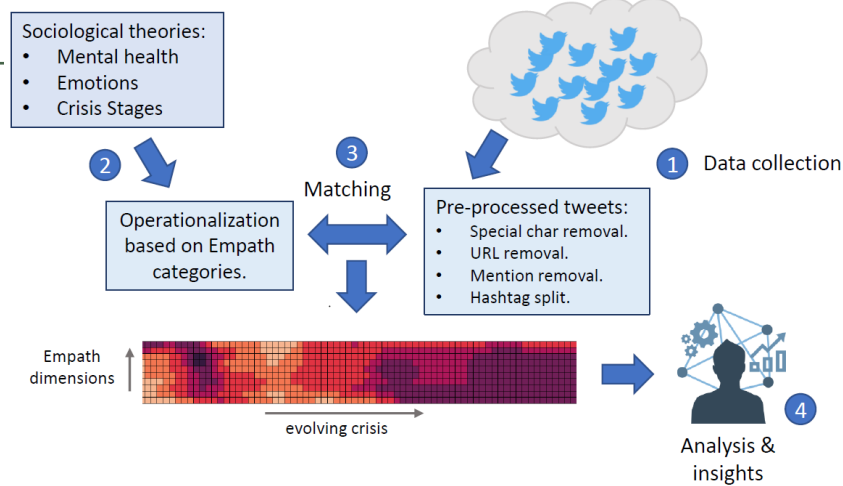 Sociological theories:
• Mental health
• Emotions
• Crisis Stages
1 Data collection
2
3
Matching
Operationalization
based on Empath
categories.
Pre-processed tweets:
• Special char removal.
• URL removal.
• Mention removal.
• Hashtag split.
Empath
dimensions
evolving crisis
4
Analysis &
insights